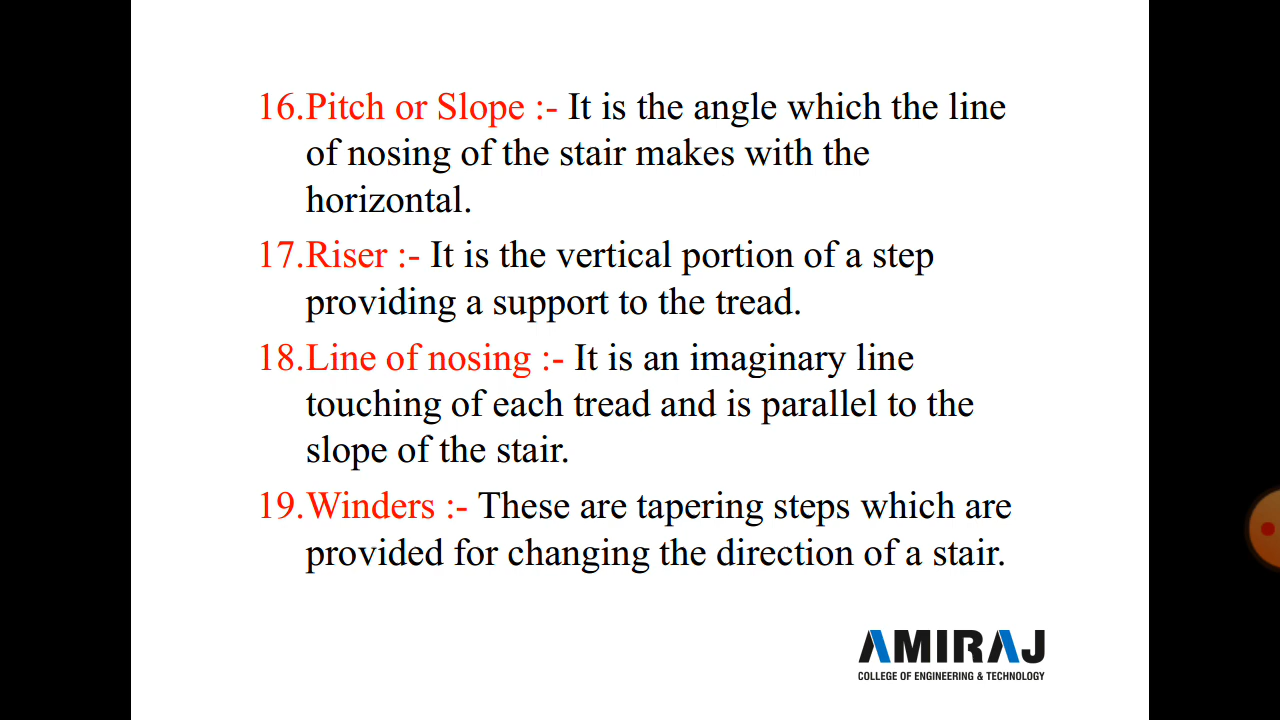 16.Pitch or Slope :- It is the angle which the line
of nosing of the stair makes with the
horizontal.
17.Riser :- It is the vertical portion of a step
providing a support to the tread.
18.Line of nosing :- It is an imaginary line
touching of each tread and is parallel to the
slope of the stair.
19.Winders :- These are tapering steps which are
provided for changing the direction of a stair.
AMIRAJ
COLLEGE OF ENGINEERING & TECHNOLOGY